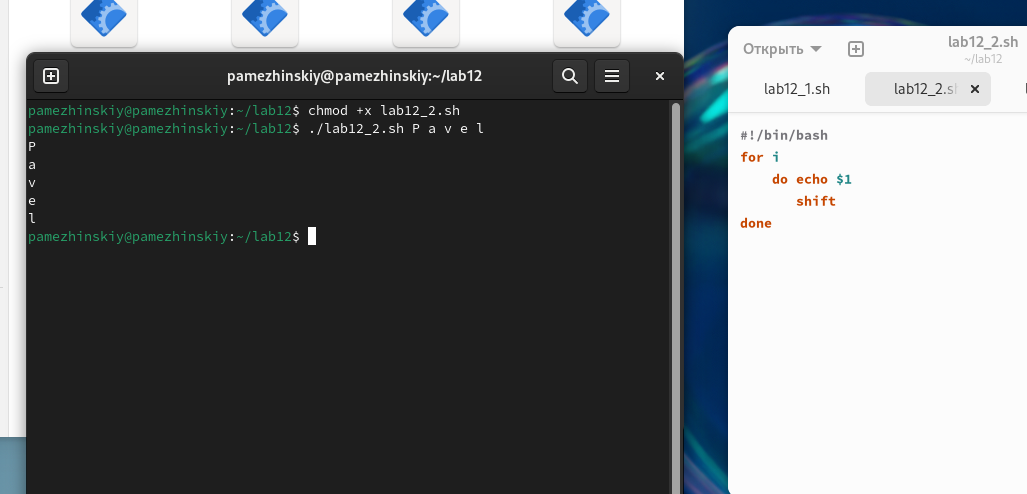 pamezhinskiy@pamezhinskiy:~/lab12
pamezhinskiy@pamezhinskiy:~/lab12$ chmod +x lab12_2.sh
pamezhinskiy@pamezhinskiy:~/lab12$ ./lab12_2.sh P a v e l
P
a
v
e
l
pamezhinskiy@pamezhinskiy:~/lab12$
Открыть
lab12_2.sh
~/lab12
lab12_1.sh
lab12_2.sh
#!/bin/bash
for i
do echo $1
shift
done